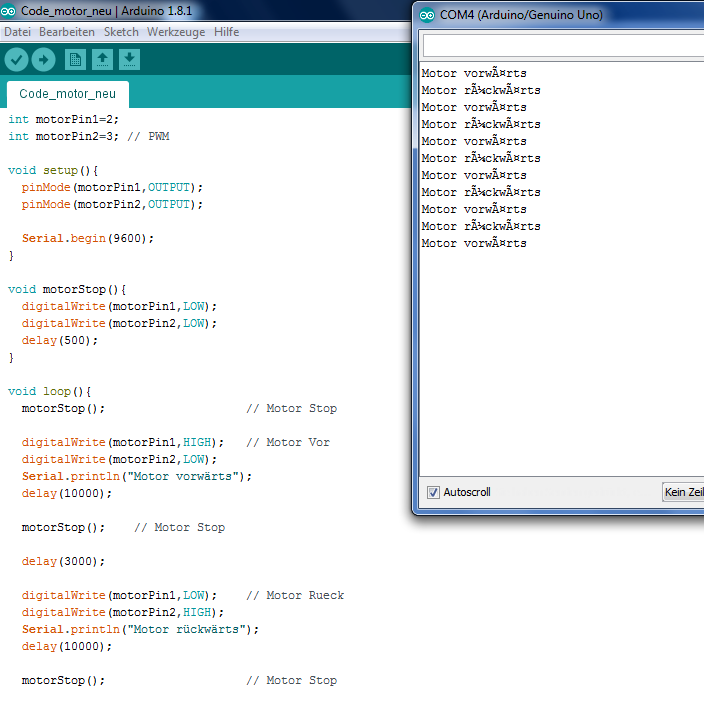 Code_motor_neu | Arduino 1.8.1
Datei Bearbeiten Sketch Werkzeuge Hilfe
Code_motor_neu
int motorPin1=2;
int motorPin2=3; // PWM
void setup(){
pinMode(motorPin1,OUTPUT);
pinMode(motorPin2,OUTPUT);
Serial.begin(9600);
}
void motorStop(){
digitalWrite(motorPin1,LOW);
digitalWrite(motorPin2,LOW);
delay(500);
}
void loop(){
motorStop(); // Motor Stop
digitalWrite(motorPin1,HIGH); // Motor Vor
digitalWrite(motorPin2,LOW);
Serial.println("Motor vorwärts");
delay(10000);
motorStop(); // Motor Stop
delay(3000);
digitalWrite(motorPin1,LOW); // Motor Rueck
digitalWrite(motorPin2,HIGH);
Serial.println("Motor rückwärts");
delay(10000);
motorStop(); // Motor Stop
COM4 (Arduino/Genuino Uno)
Motor vorwÃ¤rts
Motor rÃ¼ckwÃ¤rts
Motor vorwÃ¤rts
Motor rÃ¼ckwÃ¤rts
Motor vorwÃ¤rts
Motor rÃ¼ckwÃ¤rts
Motor vorwÃ¤rts
Motor rÃ¼ckwÃ¤rts
Motor vorwÃ¤rts
Motor rÃ¼ckwÃ¤rts
Motor vorwÃ¤rts
Autoscroll
Kein Zeil